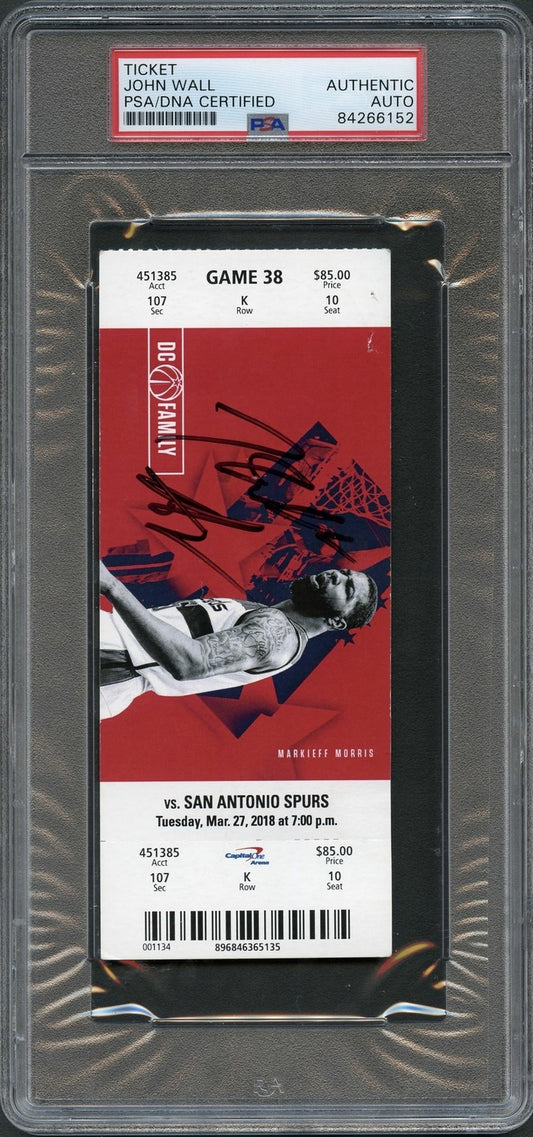 TICKET
JOHN WALL
PSA/DNA CERTIFIED
AUTHENTIC
AUTO
84266152
PSA
451385 GAME 38 $85.00
Acct Price
107 K 10
Sec Row Seat
DC FAMILY
MARKIEFF MORRIS
vs. SAN ANTONIO SPURS
Tuesday, Mar. 27, 2018 at 7:00 p.m.
451385 Capital One $85.00
Acct Arena Price
107 K 10
Sec Row Seat
001134 896846365135
PSA